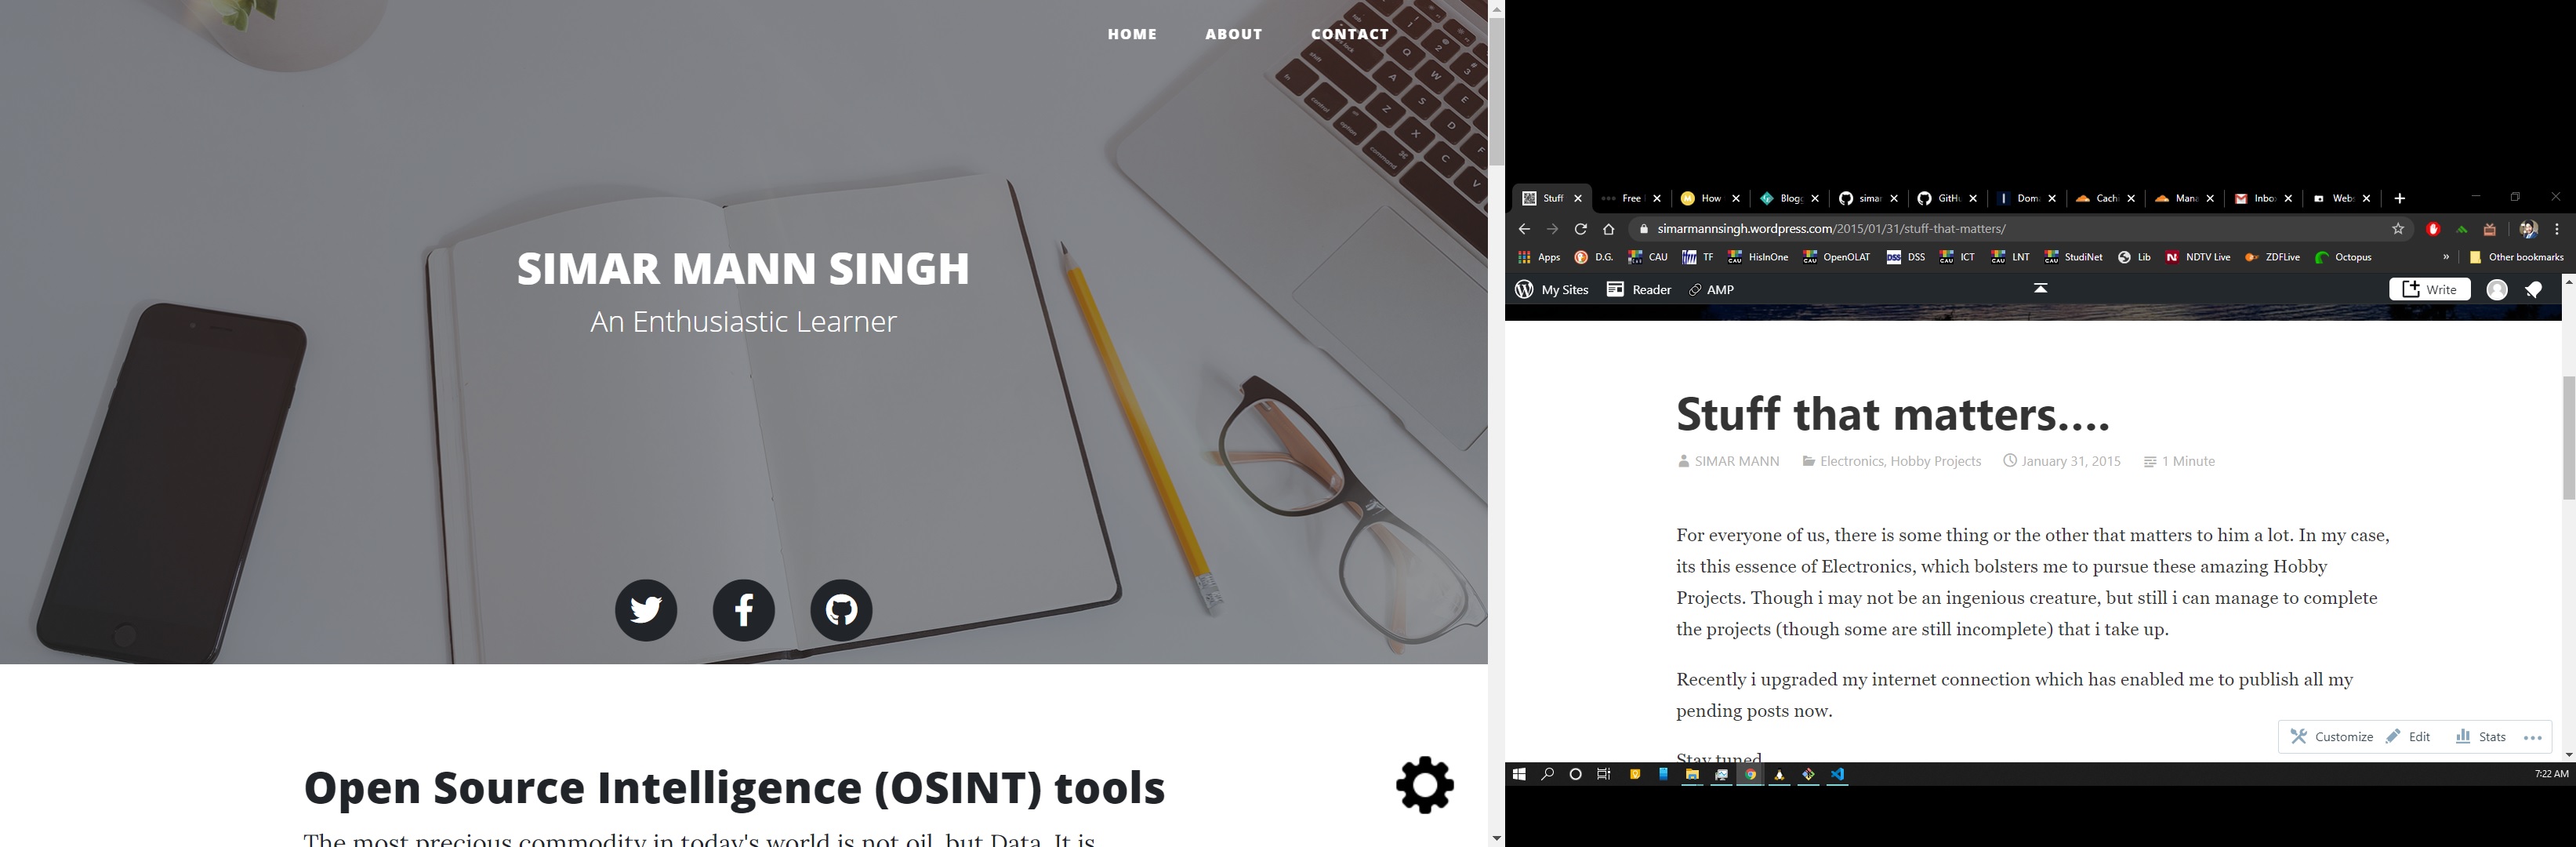 HOME ABOUT CONTACT
SIMAR MANN SINGH
An Enthusiastic Learner
Open Source Intelligence (OSINT) tools
The most precious commodity in today's world is not oil, but Data. It is
Stuff Free How Blogg simar GitHu Dom Cach Mana Inbo Web
simarmannsingh.wordpress.com/2015/01/31/stuff-that-matters/
Apps D.G. CAU TF HisInOne OpenOLAT DSS ICT LNT StudiNet Lib NDTV Live ZDFLive Octopus » Other bookmarks
My Sites Reader AMP Write
Stuff that matters....
SIMAR MANN Electronics, Hobby Projects January 31, 2015 1 Minute
For everyone of us, there is some thing or the other that matters to him a lot. In my case,
its this essence of Electronics, which bolsters me to pursue these amazing Hobby
Projects. Though i may not be an ingenious creature, but still i can manage to complete
the projects (though some are still incomplete) that i take up.
Recently i upgraded my internet connection which has enabled me to publish all my
pending posts now.
Stay tuned
Customize Edit Stats
7:22 AM